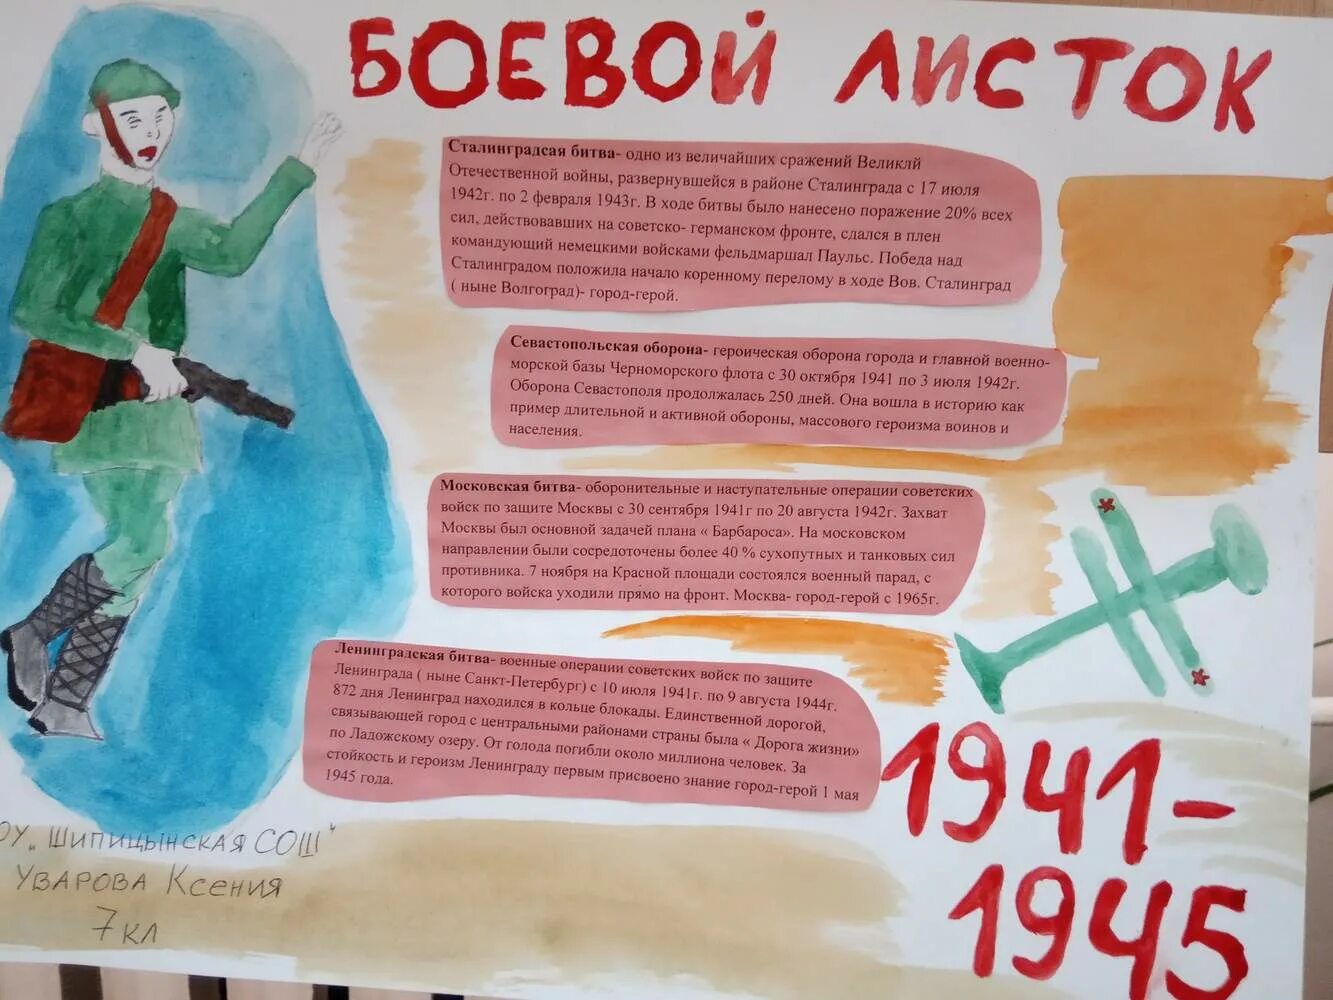 БОЕВОЙ ЛИСТОК
Сталинградсая битва- одно из величайших сражений Великлй
Отечественной войны, развернувшейся в районе Сталинграда с 17 июля
1942г. по 2 февраля 1943г. В ходе битвы было нанесено поражение 20% всех
сил, действовавших на советско- германском фронте, сдался в плен
командующий немецкими войсками фельдмаршал Паульс. Победа над
Сталинградом положила начало коренному перелому в ходе Вов. Сталинград
( ныне Волгоград)- город-герой.
Севастопольская оборона- героическая оборона города и главной военно-
морской базы Черноморского флота с 30 октября 1941 по 3 июля 1942г.
Оборона Севастополя продолжалась 250 дней. Она вошла в историю как
пример длительной и активной обороны, массового героизма воинов и
населения.
Московская битва- оборонительные и наступательные операции советских
войск по защите Москвы с 30 сентября 1941г по 20 августа 1942г. Захват
Москвы был основной задачей плана « Барбароса». На московском
направлении были сосредоточены более 40 % сухопутных и танковых сил
противника. 7 ноября на Красной площади состоялся военный парад, с
которого войска уходили прямо на фронт. Москва- город-герой с 1965г.
Ленинградская битва- военные операции советских войск по защите
Ленинграда ( ныне Санкт-Петербург) с 10 июля 1941г. по 9 августа 1944г.
872 дня Ленинград находился в кольце блокады. Единственной дорогой,
связывающей город с центральными районами страны была « Дорога жизни»
по Ладожскому озеру. От голода погибли около миллиона человек. За
стойкость и героизм Ленинграду первым присвоено знание город-герой 1 мая
1945 года.
1941-
1945
ОУ „Шипицынская СОШ"
Уварова Ксения
7 кл